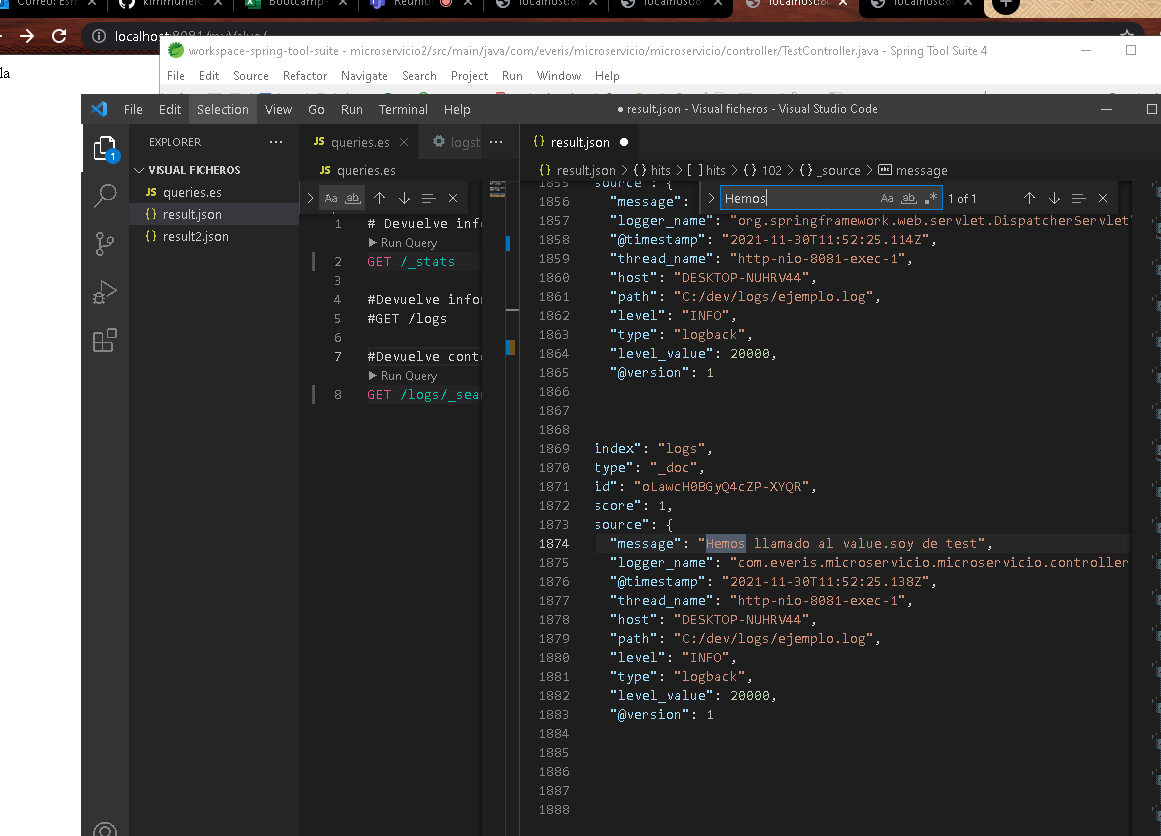 Correo: Esm
kimmunel
Bootcamp-
Reunio
localhost:80
localhost:80
localhost:80
localhost:80
localhost:8081/myValue/
la
workspace-spring-tool-suite - microservicio2/src/main/java/com/everis/microservicio/microservicio/controller/TestController.java - Spring Tool Suite 4
File Edit Source Refactor Navigate Search Project Run Window Help
File Edit Selection View Go Run Terminal Help
● result.json - Visual ficheros - Visual Studio Code
EXPLORER ···
VISUAL FICHEROS
JS queries.es
{} result.json
{} result2.json
1
JS queries.es
logst ···
JS queries.es
Aa ab
1 # Devuelve info
Run Query
2 GET /_stats
3
4 #Devuelve infor
5 #GET /logs
6
7 #Devuelve conte
Run Query
8 GET /logs/_sear
{} result.json ●
{} result.json > {} hits > [ ] hits > {} 102 > {} _source > abc message
Hemos Aa ab .* 1 of 1
1855 source": {
1856 "message":
1857 "logger_name": "org.springframework.web.servlet.DispatcherServlet"
1858 "@timestamp": "2021-11-30T11:52:25.114Z",
1859 "thread_name": "http-nio-8081-exec-1",
1860 "host": "DESKTOP-NUHRV44",
1861 "path": "C:/dev/logs/ejemplo.log",
1862 "level": "INFO",
1863 "type": "logback",
1864 "level_value": 20000,
1865 "@version": 1
1866
1867
1868
1869 index": "logs",
1870 type": "_doc",
1871 id": "oLawcH0BGyQ4cZP-XYQR",
1872 score": 1,
1873 source": {
1874 "message": "Hemos llamado al value.soy de test",
1875 "logger_name": "com.everis.microservicio.microservicio.controller
1876 "@timestamp": "2021-11-30T11:52:25.138Z",
1877 "thread_name": "http-nio-8081-exec-1",
1878 "host": "DESKTOP-NUHRV44",
1879 "path": "C:/dev/logs/ejemplo.log",
1880 "level": "INFO",
1881 "type": "logback",
1882 "level_value": 20000,
1883 "@version": 1
1884
1885
1886
1887
1888